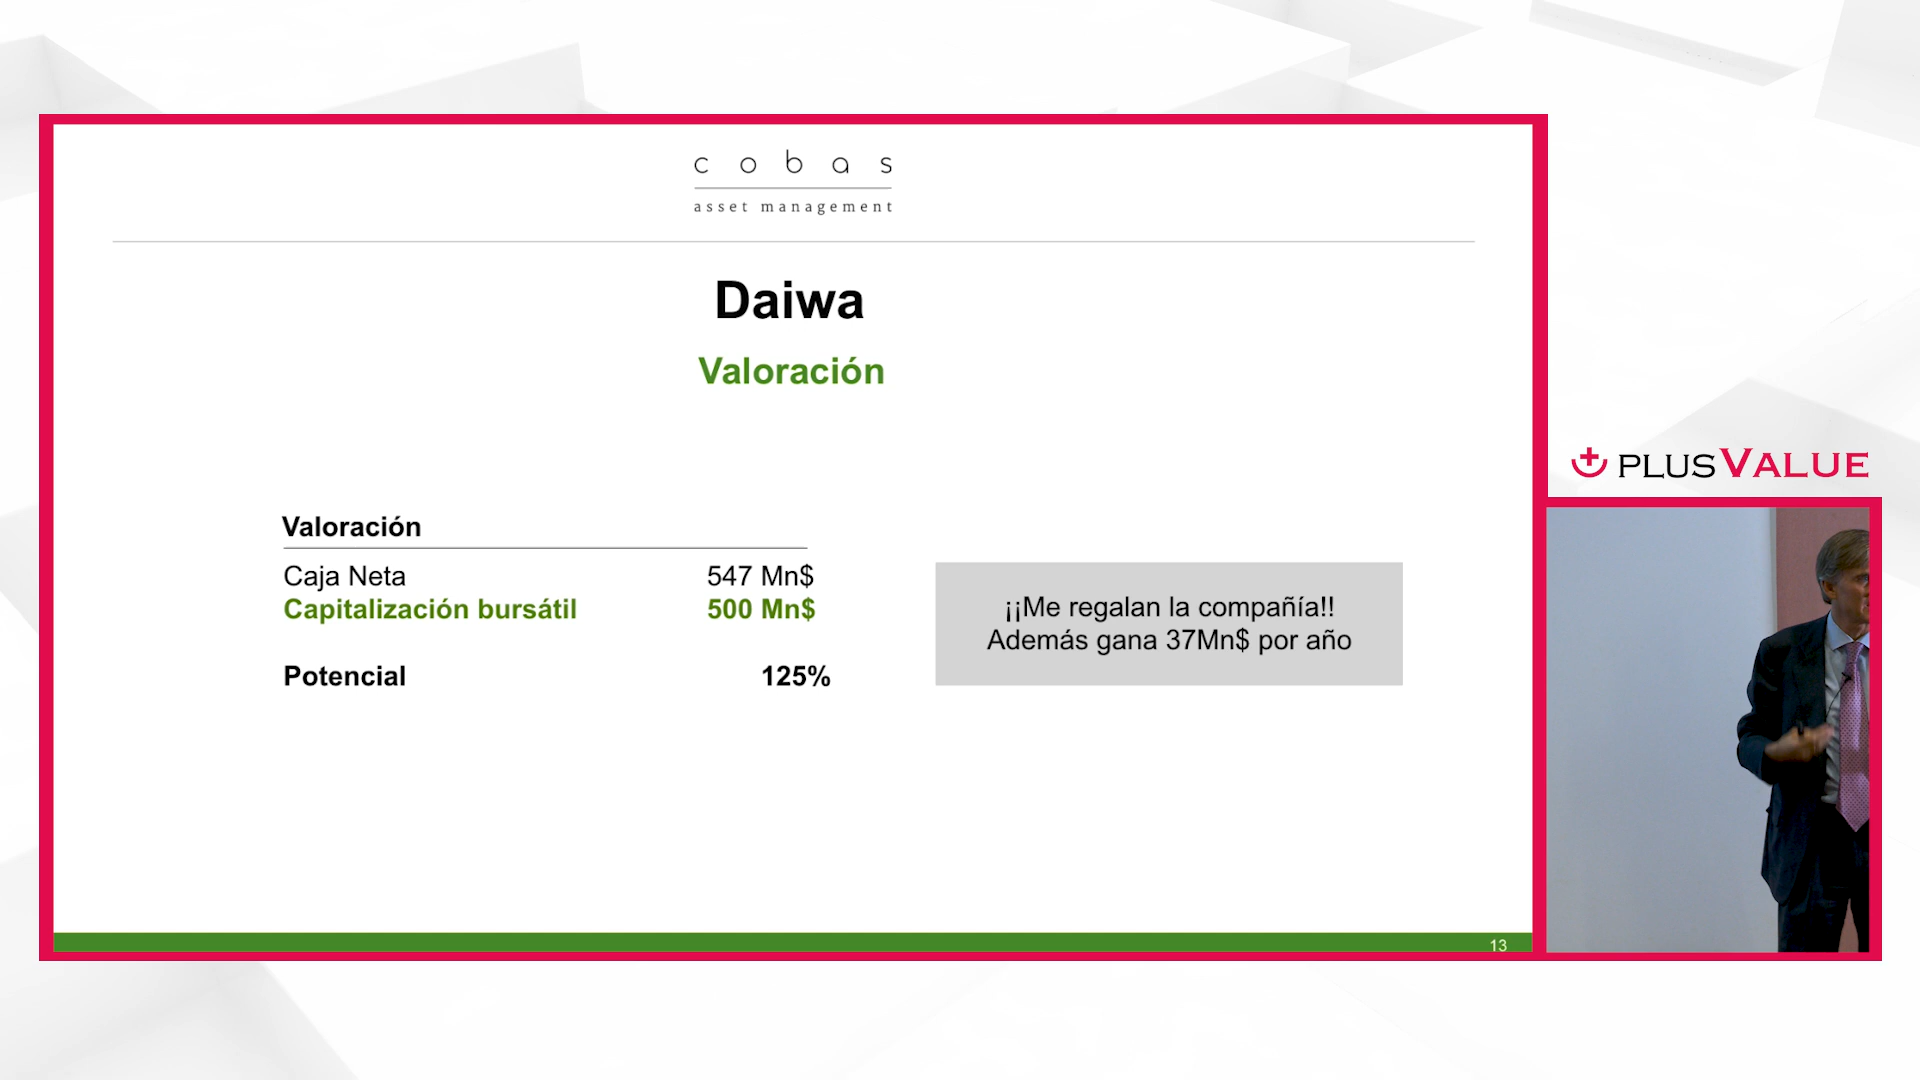 cobas
asset management
Daiwa
Valoración
Valoración
Caja Neta 547 Mn$
Capitalización bursátil 500 Mn$
Potencial 125%
¡¡Me regalan la compañía!!
Además gana 37Mn$ por año
13
PLUSVALUE